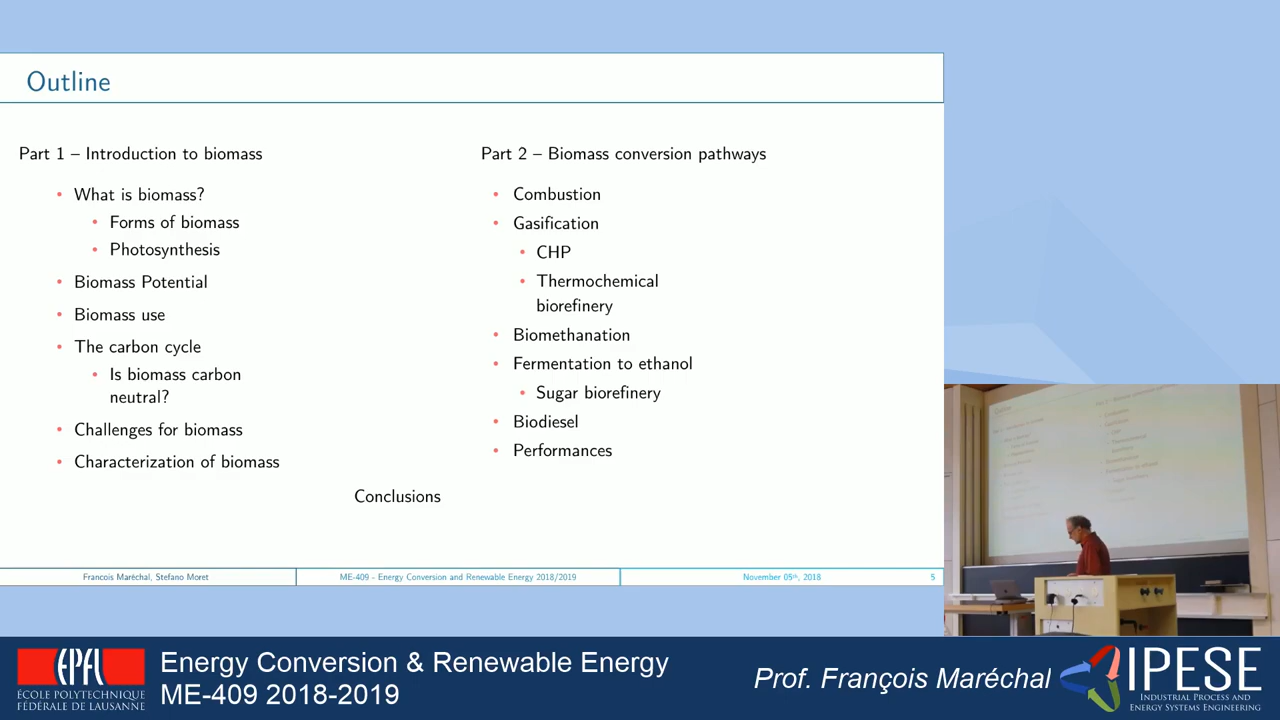 Outline
Part 1 – Introduction to biomass
• What is biomass?
• Forms of biomass
• Photosynthesis
• Biomass Potential
• Biomass use
• The carbon cycle
• Is biomass carbon
neutral?
• Challenges for biomass
• Characterization of biomass
Part 2 – Biomass conversion pathways
• Combustion
• Gasification
• CHP
• Thermochemical
biorefinery
• Biomethanation
• Fermentation to ethanol
• Sugar biorefinery
• Biodiesel
• Performances
Conclusions
Francois Maréchal, Stefano Moret
ME-409 - Energy Conversion and Renewable Energy 2018/2019
November 05th, 2018
5
EPFL
ÉCOLE POLYTECHNIQUE
FÉDÉRALE DE LAUSANNE
Energy Conversion & Renewable Energy
ME-409 2018-2019
Prof. François Maréchal
IPESE
INDUSTRIAL PROCESS AND
ENERGY SYSTEMS ENGINEERING